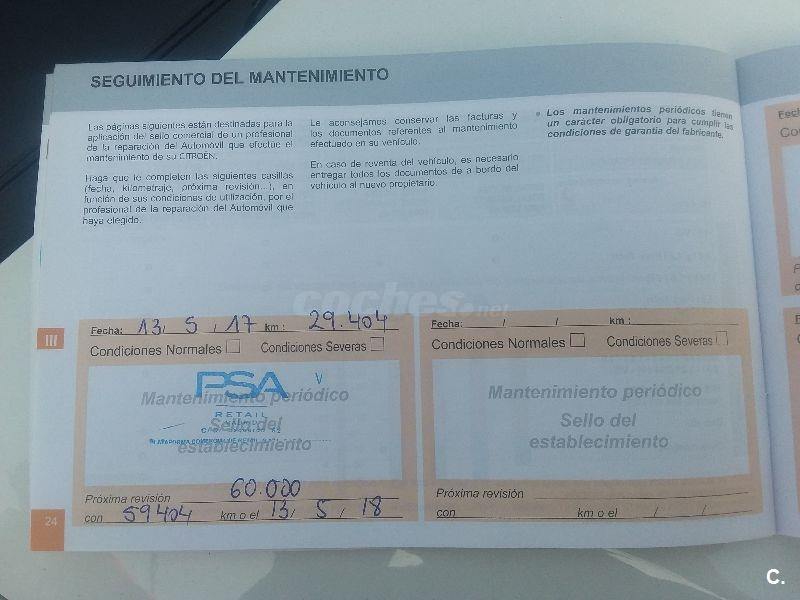 SEGUIMIENTO DEL MANTENIMIENTO
Las páginas siguientes están destinadas para la
aplicación del sello comercial de un profesional
de la reparación del Automóvil que efectúe el
mantenimiento de su CITROËN.
Haga que le completen las siguientes casillas
(fecha, kilometraje, próxima revisión...), en
función de sus condiciones de utilización, por el
profesional de la reparación del Automóvil que
haya elegido.
Le aconsejamos conservar las facturas y
los documentos referentes al mantenimiento
efectuado en su vehículo.
En caso de reventa del vehículo, es necesario
entregar todos los documentos de a bordo del
vehículo al nuevo propietario.
• Los mantenimientos periódicos tienen
un carácter obligatorio para cumplir las
condiciones de garantía del fabricante.
coches.net
III
Fecha: 13/ 5 / 17 km : 29.404
Condiciones Normales Condiciones Severas
PSA V
Mantenimiento periódico
RETAIL
MADRID
Sello del
establecimiento
Próxima revisión 60.000
con 59404 km o el 13/ 5 / 18
Fecha: / / km :
Condiciones Normales Condiciones Severas
Mantenimiento periódico
Sello del
establecimiento
Próxima revisión
con km o el / /
24
Fech
Co
C.